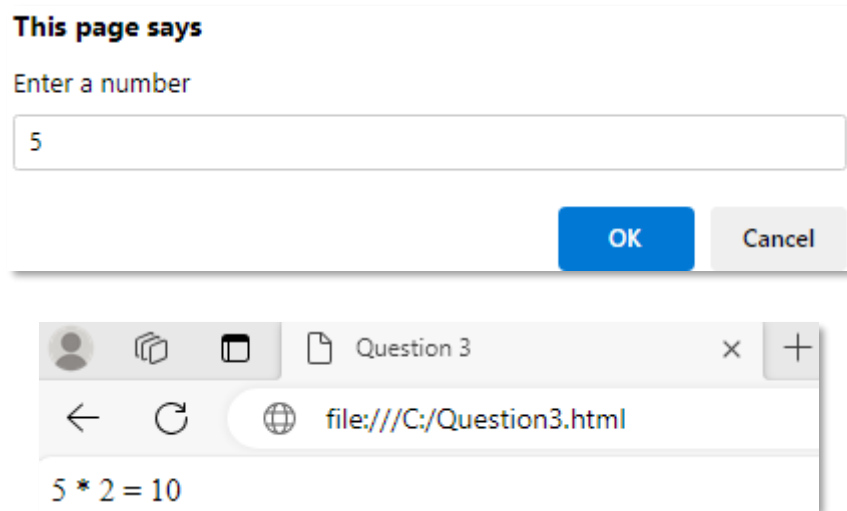 This page says
Enter a number
5
OK Cancel
Question 3
file:///C:/Question3.html
5 * 2 = 10